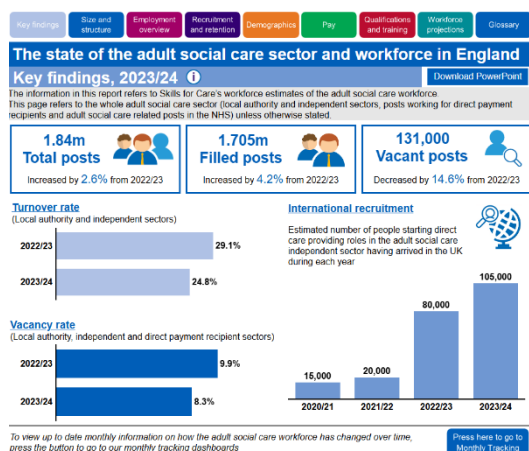 Key findings
Size and
structure
Employment
overview
Recruitment
and retention
Demographics
Pay
Qualifications
and training
Workforce
projections
Glossary
The state of the adult social care sector and workforce in England
Key findings, 2023/24 i
Download PowerPoint
The information in this report refers to Skills for Care's workforce estimates of the adult social care workforce.
This page refers to the whole adult social care sector (local authority and independent sectors, posts working for direct payment
recipients and adult social care related posts in the NHS) unless otherwise stated.
1.84m
Total posts
Increased by 2.6% from 2022/23
1.705m
Filled posts
Increased by 4.2% from 2022/23
131,000
Vacant posts
Decreased by 14.6% from 2022/23
Turnover rate
(Local authority and independent sectors)
2022/23 29.1%
2023/24 24.8%
Vacancy rate
(Local authority, independent and direct payment recipient sectors)
2022/23 9.9%
2023/24 8.3%
International recruitment
Estimated number of people starting direct
care providing roles in the adult social care
independent sector having arrived in the UK
during each year
105,000
80,000
20,000
15,000
2020/21 2021/22 2022/23 2023/24
To view up to date monthly information on how the adult social care workforce has changed over time,
press the button to go to our monthly tracking dashboards
Press here to go to
Monthly Tracking